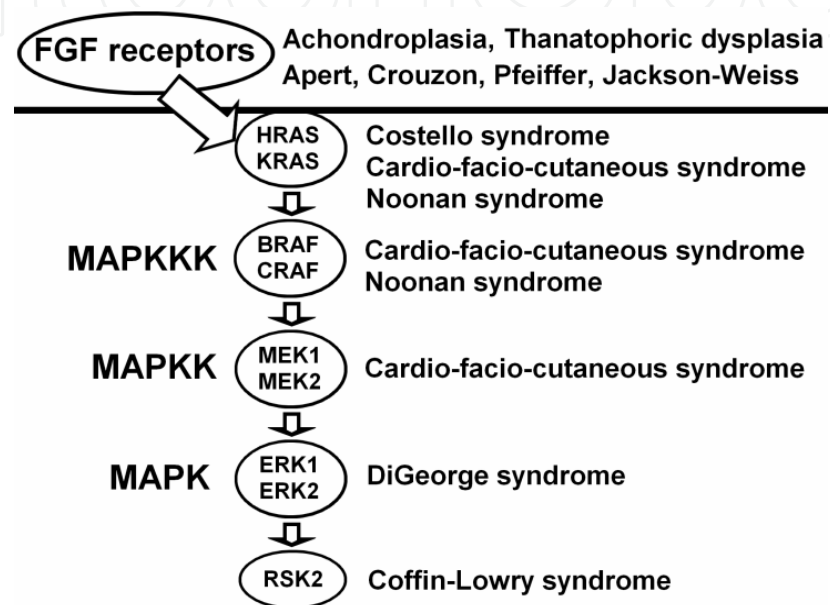 FGF receptors
Achondroplasia, Thanatophoric dysplasia
Apert, Crouzon, Pfeiffer, Jackson-Weiss
HRAS
KRAS
Costello syndrome
Cardio-facio-cutaneous syndrome
Noonan syndrome
MAPKKK
BRAF
CRAF
Cardio-facio-cutaneous syndrome
Noonan syndrome
MAPKK
MEK1
MEK2
Cardio-facio-cutaneous syndrome
MAPK
ERK1
ERK2
DiGeorge syndrome
RSK2
Coffin-Lowry syndrome